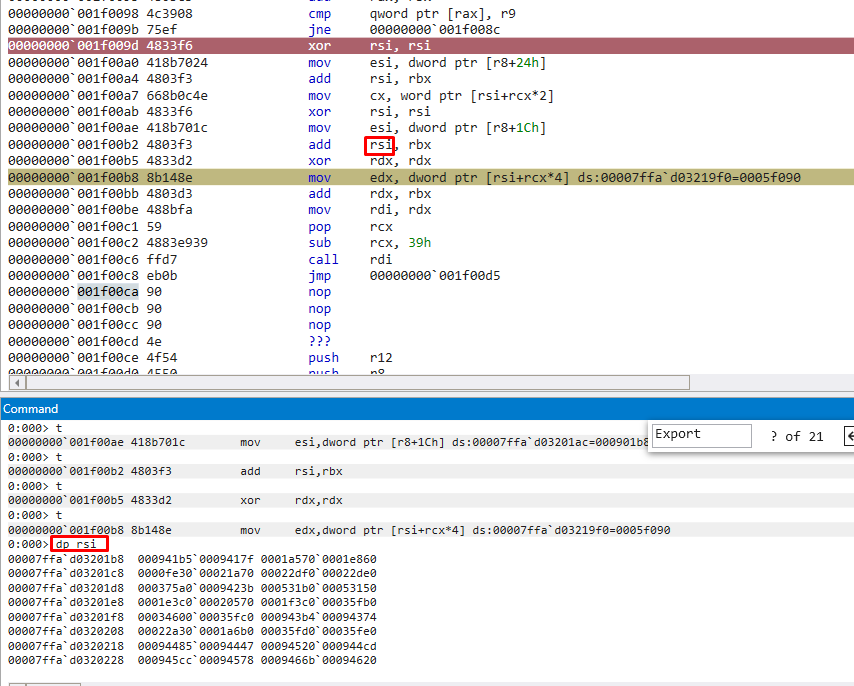 00000000`001f0098 4c3908 cmp qword ptr [rax], r9
00000000`001f009b 75ef jne 00000000`001f008c
00000000`001f009d 4833f6 xor rsi, rsi
00000000`001f00a0 418b7024 mov esi, dword ptr [r8+24h]
00000000`001f00a4 4803f3 add rsi, rbx
00000000`001f00a7 668b0c4e mov cx, word ptr [rsi+rcx*2]
00000000`001f00ab 4833f6 xor rsi, rsi
00000000`001f00ae 418b701c mov esi, dword ptr [r8+1Ch]
00000000`001f00b2 4803f3 add rsi, rbx
00000000`001f00b5 4833d2 xor rdx, rdx
00000000`001f00b8 8b148e mov edx, dword ptr [rsi+rcx*4] ds:00007ffa`d03219f0=0005f090
00000000`001f00bb 4803d3 add rdx, rbx
00000000`001f00be 488bfa mov rdi, rdx
00000000`001f00c1 59 pop rcx
00000000`001f00c2 4883e939 sub rcx, 39h
00000000`001f00c6 ffd7 call rdi
00000000`001f00c8 eb0b jmp 00000000`001f00d5
00000000`001f00ca 90 nop
00000000`001f00cb 90 nop
00000000`001f00cc 90 nop
00000000`001f00cd 4e ???
00000000`001f00ce 4f54 push r12
Command
0:000> t
00000000`001f00ae 418b701c mov esi,dword ptr [r8+1Ch] ds:00007ffa`d03201ac=000901b8
0:000> t
00000000`001f00b2 4803f3 add rsi,rbx
0:000> t
00000000`001f00b5 4833d2 xor rdx,rdx
0:000> t
00000000`001f00b8 8b148e mov edx,dword ptr [rsi+rcx*4] ds:00007ffa`d03219f0=0005f090
0:000> dp rsi
00007ffa`d03201b8 000941b5`0009417f 0001a570`0001e860
00007ffa`d03201c8 0000fe30`00021a70 00022df0`00022de0
00007ffa`d03201d8 000375a0`0009423b 000531b0`00053150
00007ffa`d03201e8 0001e3c0`00020570 0001f3c0`00035fb0
00007ffa`d03201f8 00034600`00035fc0 000943b4`00094374
00007ffa`d0320208 00022a30`0001a6b0 00035fd0`00035fe0
00007ffa`d0320218 00094485`00094447 00094520`000944cd
00007ffa`d0320228 000945cc`00094578 0009466b`00094620
Export
? of 21